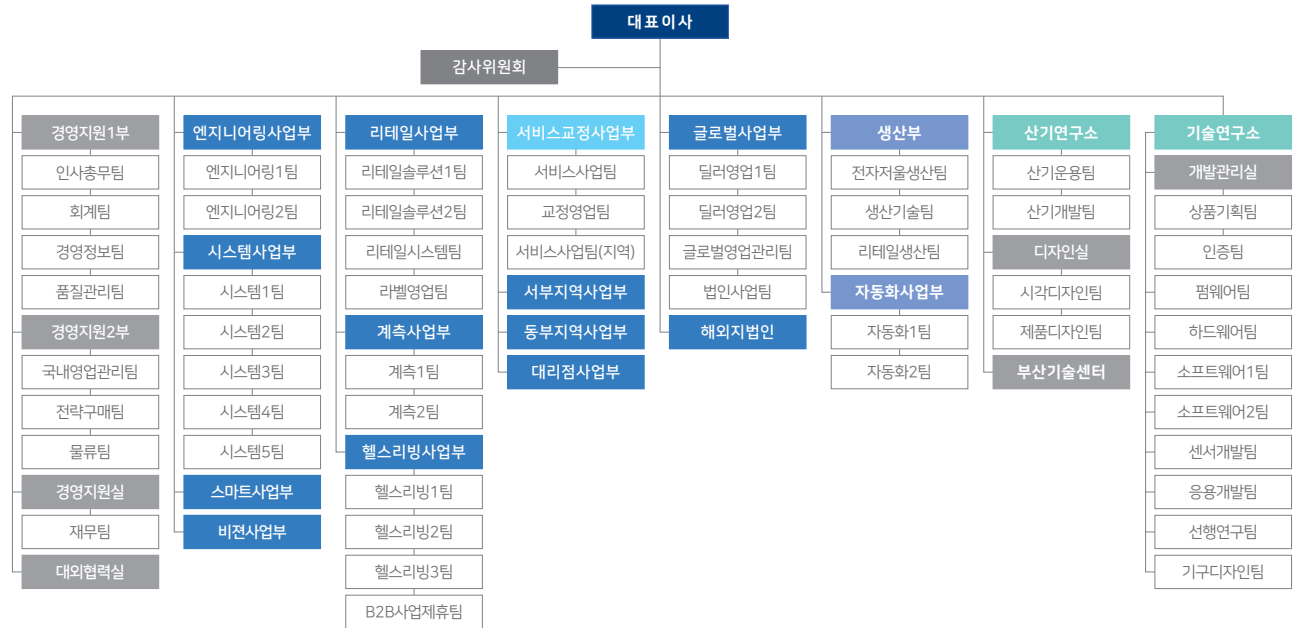 대표이사
감사위원회
경영지원1부
인사총무팀
회계팀
경영정보팀
품질관리팀
경영지원2부
국내영업관리팀
전략구매팀
물류팀
경영지원실
재무팀
대외협력실
엔지니어링사업부
엔지니어링1팀
엔지니어링2팀
시스템사업부
시스템1팀
시스템2팀
시스템3팀
시스템4팀
시스템5팀
스마트사업부
비젼사업부
리테일사업부
리테일솔루션1팀
리테일솔루션2팀
리테일시스템팀
라벨영업팀
계측사업부
계측1팀
계측2팀
헬스리빙사업부
헬스리빙1팀
헬스리빙2팀
헬스리빙3팀
B2B사업제휴팀
서비스교정사업부
서비스사업팀
교정영업팀
서비스사업팀(지역)
서부지역사업부
동부지역사업부
대리점사업부
글로벌사업부
딜러영업1팀
딜러영업2팀
글로벌영업관리팀
법인사업팀
해외지법인
생산부
전자저울생산팀
생산기술팀
리테일생산팀
자동화사업부
자동화1팀
자동화2팀
산기연구소
산기운용팀
산기개발팀
디자인실
시각디자인팀
제품디자인팀
부산기술센터
기술연구소
개발관리실
상품기획팀
인증팀
펌웨어팀
하드웨어팀
소프트웨어1팀
소프트웨어2팀
센서개발팀
응용개발팀
선행연구팀
기구디자인팀